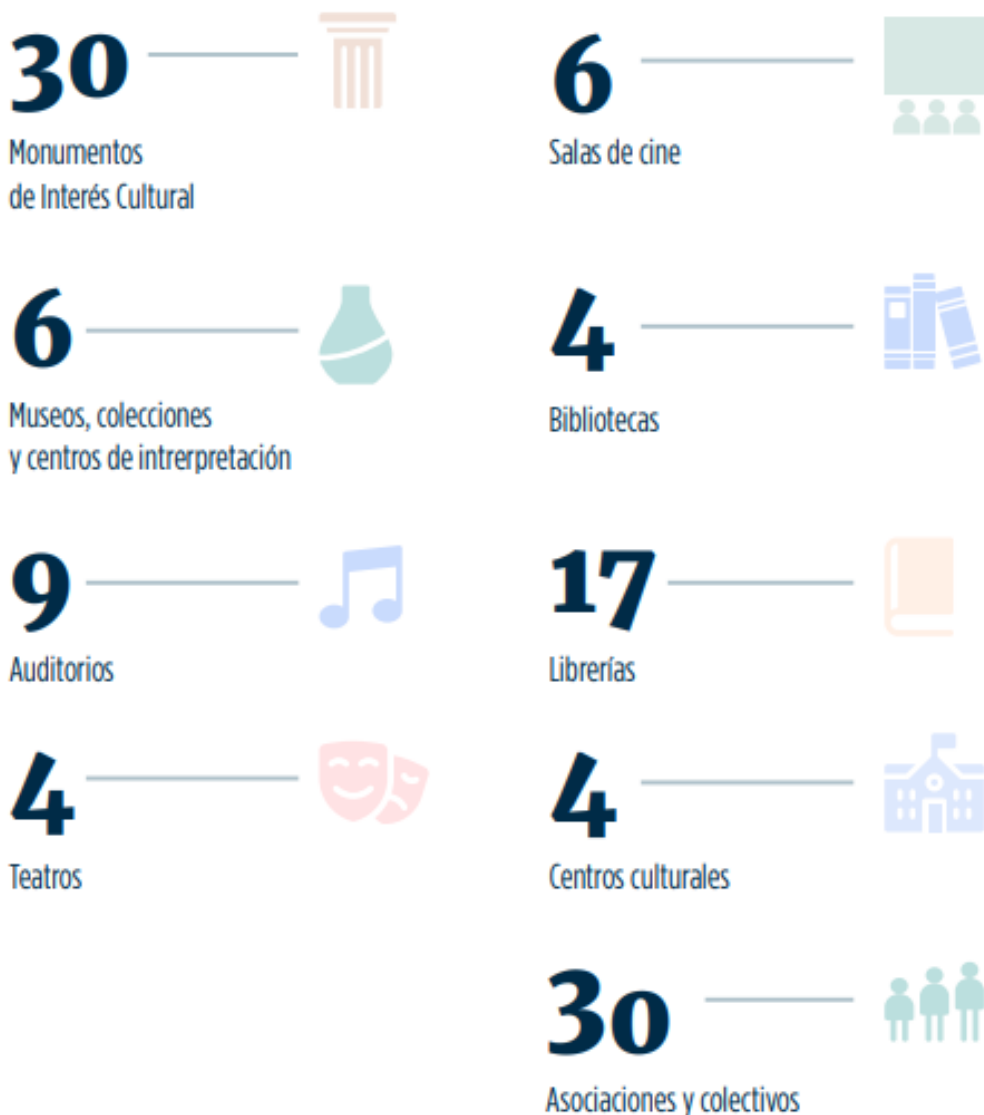 30
Monumentos
de Interés Cultural
6
Museos, colecciones
y centros de intrerpretación
9
Auditorios
4
Teatros
6
Salas de cine
4
Bibliotecas
17
Librerías
4
Centros culturales
30
Asociaciones y colectivos